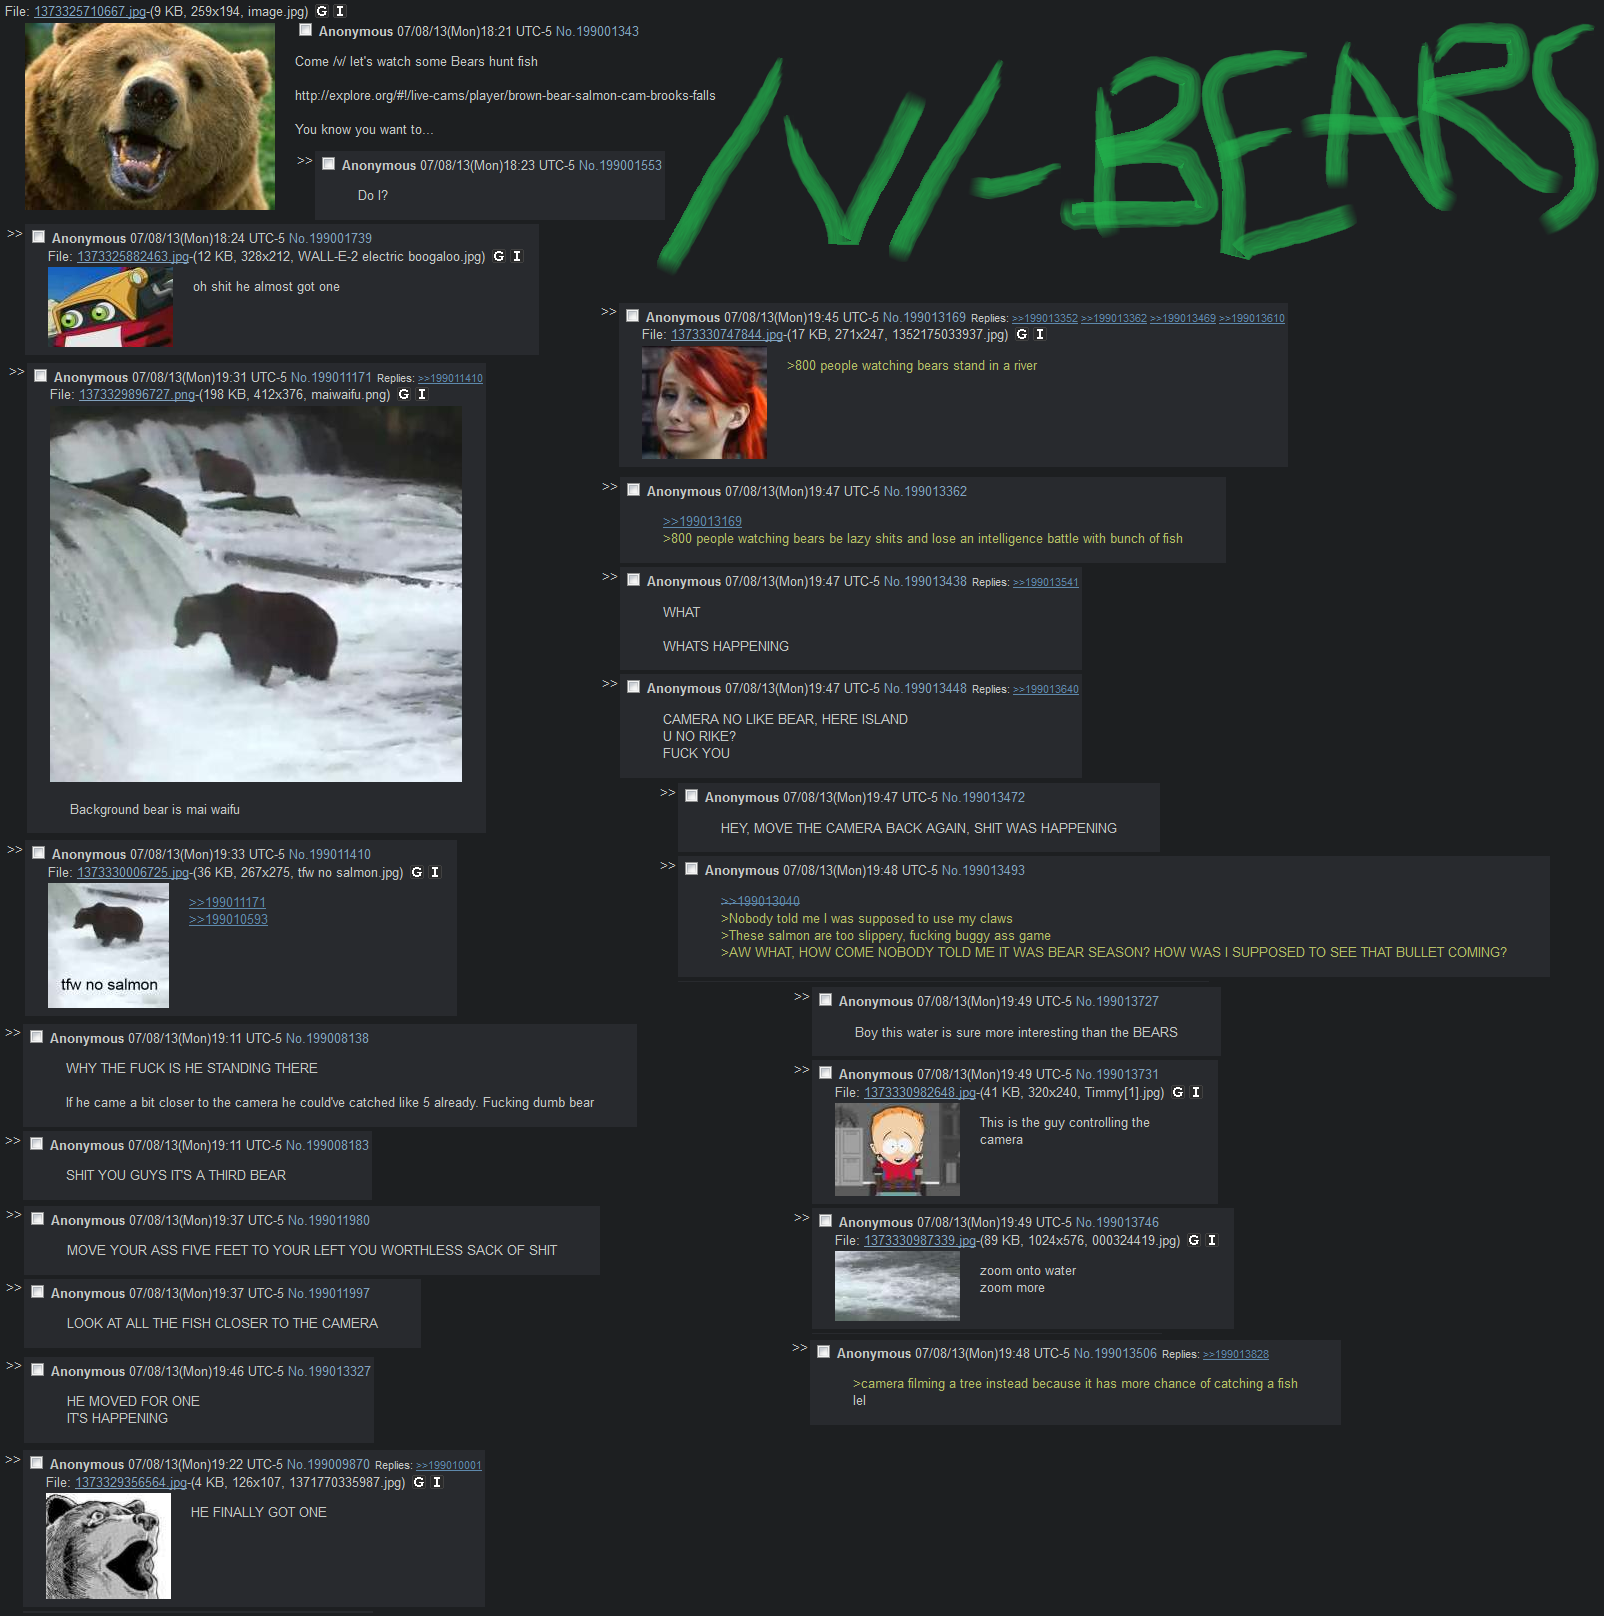 File: 1373325710667.jpg-(9 KB, 259x194, image.jpg) G I
Anonymous 07/08/13(Mon)18:21 UTC-5 No.199001343
Come /v/ let's watch some Bears hunt fish
http://explore.org/#!/live-cams/player/brown-bear-salmon-cam-brooks-falls
You know you want to...
>> Anonymous 07/08/13(Mon)18:23 UTC-5 No.199001553
Do I?
/V/-BEARS
>> Anonymous 07/08/13(Mon)18:24 UTC-5 No.199001739
File: 1373325882463.jpg-(12 KB, 328x212, WALL-E-2 electric boogaloo.jpg) G I
oh shit he almost got one
>> Anonymous 07/08/13(Mon)19:31 UTC-5 No.199011171 Replies: >>199011410
File: 1373329896727.png-(198 KB, 412x376, maiwaifu.png) G I
Background bear is mai waifu
>> Anonymous 07/08/13(Mon)19:33 UTC-5 No.199011410
File: 1373330006725.jpg-(36 KB, 267x275, tfw no salmon.jpg) G I
>>199011171
>>199010593
tfw no salmon
>> Anonymous 07/08/13(Mon)19:11 UTC-5 No.199008138
WHY THE FUCK IS HE STANDING THERE
If he came a bit closer to the camera he could've catched like 5 already. Fucking dumb bear
>> Anonymous 07/08/13(Mon)19:11 UTC-5 No.199008183
SHIT YOU GUYS IT'S A THIRD BEAR
>> Anonymous 07/08/13(Mon)19:37 UTC-5 No.199011980
MOVE YOUR ASS FIVE FEET TO YOUR LEFT YOU WORTHLESS SACK OF SHIT
>> Anonymous 07/08/13(Mon)19:37 UTC-5 No.199011997
LOOK AT ALL THE FISH CLOSER TO THE CAMERA
>> Anonymous 07/08/13(Mon)19:46 UTC-5 No.199013327
HE MOVED FOR ONE
IT'S HAPPENING
>> Anonymous 07/08/13(Mon)19:22 UTC-5 No.199009870 Replies: >>199010001
File: 1373329356564.jpg-(4 KB, 126x107, 1371770335987.jpg) G I
HE FINALLY GOT ONE
>> Anonymous 07/08/13(Mon)19:45 UTC-5 No.199013169 Replies: >>199013352 >>199013362 >>199013469 >>199013610
File: 1373330747844.jpg-(17 KB, 271x247, 1352175033937.jpg) G I
>800 people watching bears stand in a river
>> Anonymous 07/08/13(Mon)19:47 UTC-5 No.199013362
>>199013169
>800 people watching bears be lazy shits and lose an intelligence battle with bunch of fish
>> Anonymous 07/08/13(Mon)19:47 UTC-5 No.199013438 Replies: >>199013541
WHAT
WHATS HAPPENING
>> Anonymous 07/08/13(Mon)19:47 UTC-5 No.199013448 Replies: >>199013640
CAMERA NO LIKE BEAR, HERE ISLAND
U NO RIKE?
FUCK YOU
>> Anonymous 07/08/13(Mon)19:47 UTC-5 No.199013472
HEY, MOVE THE CAMERA BACK AGAIN, SHIT WAS HAPPENING
>> Anonymous 07/08/13(Mon)19:48 UTC-5 No.199013493
>>199013040
>Nobody told me I was supposed to use my claws
>These salmon are too slippery, fucking buggy ass game
>AW WHAT, HOW COME NOBODY TOLD ME IT WAS BEAR SEASON? HOW WAS I SUPPOSED TO SEE THAT BULLET COMING?
>> Anonymous 07/08/13(Mon)19:49 UTC-5 No.199013727
Boy this water is sure more interesting than the BEARS
>> Anonymous 07/08/13(Mon)19:49 UTC-5 No.199013731
File: 1373330982648.jpg-(41 KB, 320x240, Timmy[1].jpg) G I
This is the guy controlling the
camera
>> Anonymous 07/08/13(Mon)19:49 UTC-5 No.199013746
File: 1373330987339.jpg-(89 KB, 1024x576, 000324419.jpg) G I
zoom onto water
zoom more
>> Anonymous 07/08/13(Mon)19:48 UTC-5 No.199013506 Replies: >>199013828
>camera filming a tree instead because it has more chance of catching a fish
lel